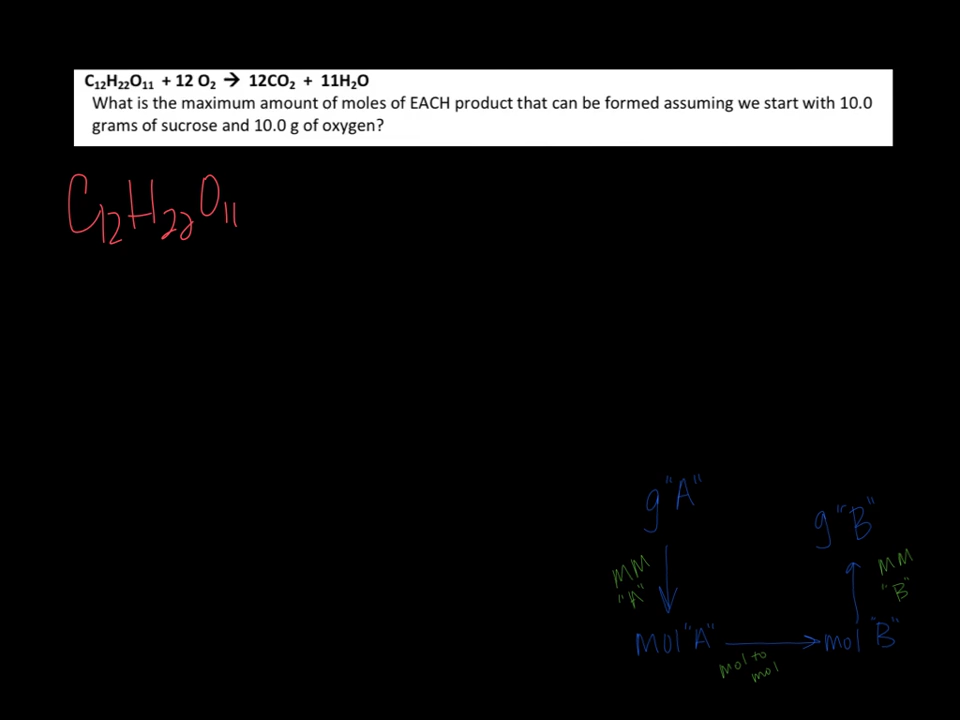 C₁₂H₂₂O₁₁ + 12 O₂ → 12CO₂ + 11H₂O
What is the maximum amount of moles of EACH product that can be formed assuming we start with 10.0
grams of sucrose and 10.0 g of oxygen?
C₁₂H₂₂O₁₁
g "A"
g "B"
MM
"A"
MM
"B"
mol "A"
mol "B"
mol to
mol